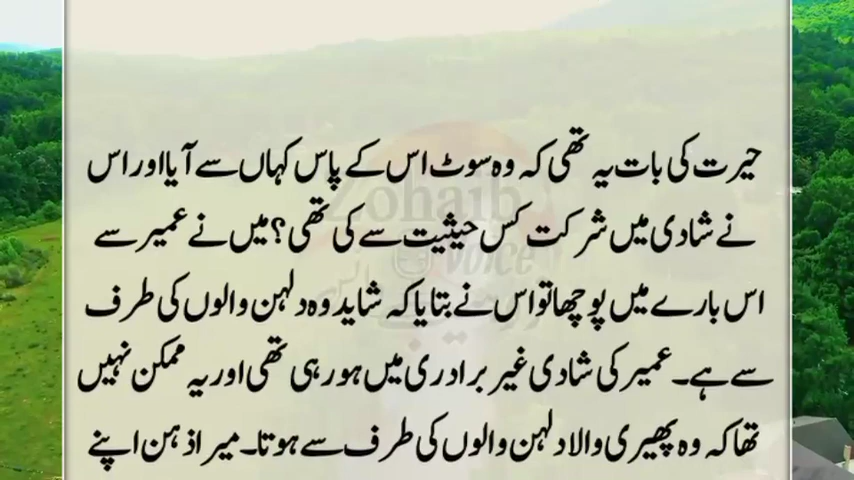 حیرت کی بات یہ تھی کہ وہ سوٹ اس کے پاس کہاں سے آیا اور اس
نے شادی میں شرکت کس حیثیت سے کی تھی؟ میں نے عمیر سے
اس بارے میں پوچھا تو اس نے بتایا کہ شاید وہ دلہن والوں کی طرف
سے ہے۔ عمیر کی شادی غیر برادری میں ہو رہی تھی اور یہ ممکن نہیں
تھا کہ وہ پھیری والا دلہن والوں کی طرف سے ہوتا۔ میرا ذہن اپنے
Zohaib
voice